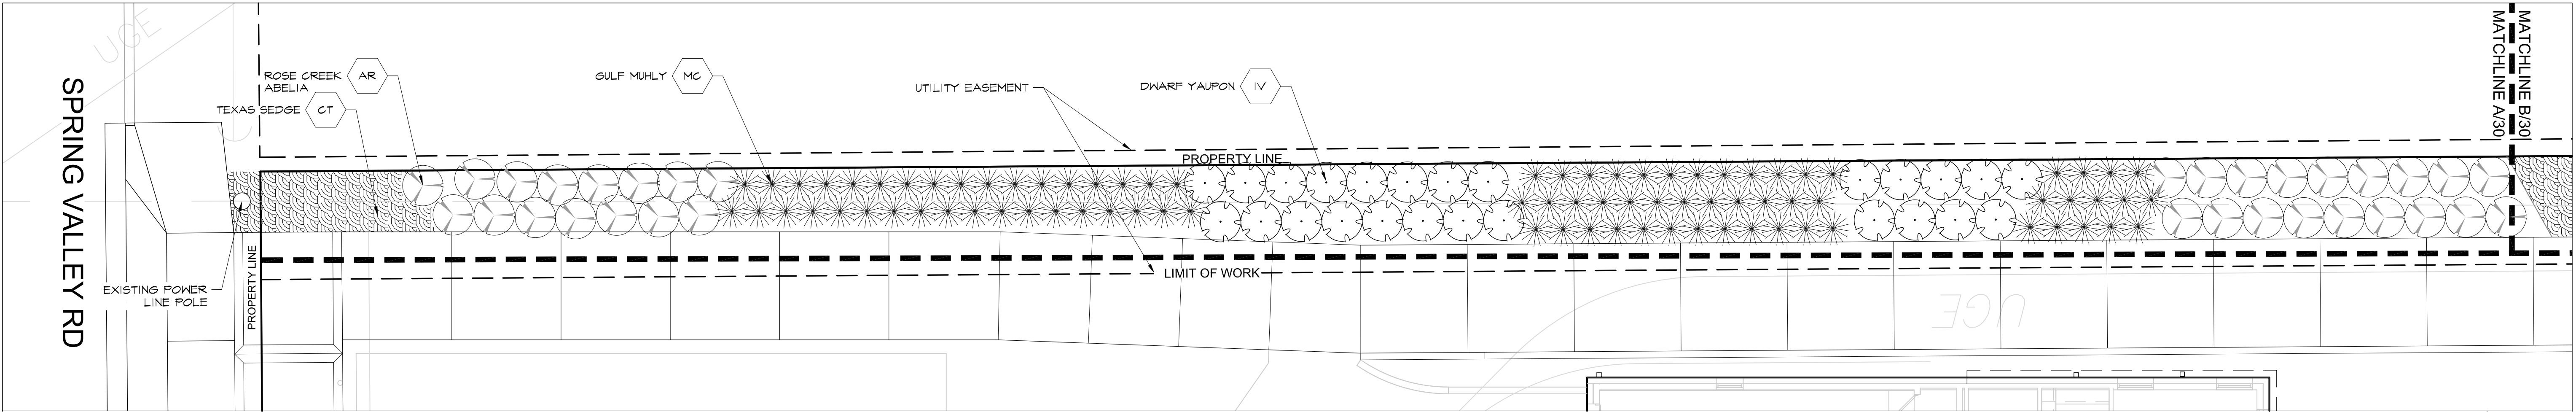 UGE
SPRING VALLEY RD
ROSE CREEK
ABELIA
AR
TEXAS SEDGE
CT
GULF MUHLY
MC
UTILITY EASEMENT
DWARF YAUPON
IV
MATCHLINE A/30
MATCHLINE B/30
PROPERTY LINE
PROPERTY LINE
LIMIT OF WORK
EXISTING POWER
LINE POLE
UGE